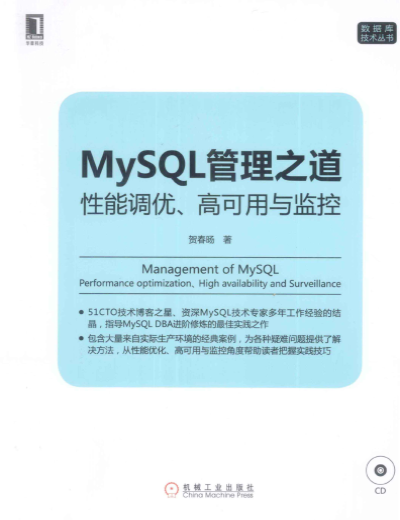 华章科技
数据库
技术丛书
MySQL管理之道
性能调优、高可用与监控
贺春旸 著
Management of MySQL
Performance optimization、High availability and Surveillance
● 51CTO技术博客之星、资深MySQL技术专家多年工作经验的结
晶，指导MySQL DBA进阶修炼的最佳实践之作
● 包含大量来自实际生产环境的经典案例，为各种疑难问题提供了解
决方法，从性能优化、高可用与监控角度帮助读者把握实践技巧
机械工业出版社
China Machine Press
CD